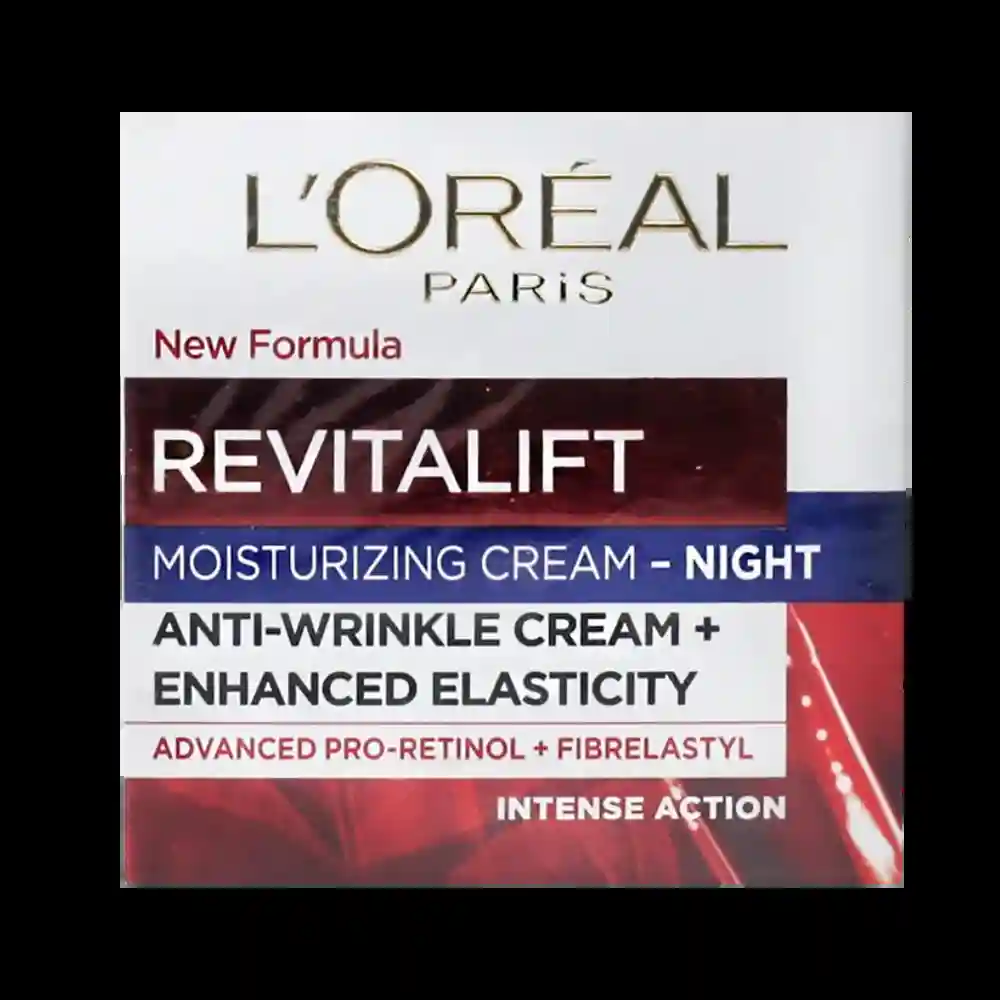 L'ORÉAL
PARiS
New Formula
REVITALIFT
MOISTURIZING CREAM – NIGHT
ANTI-WRINKLE CREAM +
ENHANCED ELASTICITY
ADVANCED PRO-RETINOL + FIBRELASTYL
INTENSE ACTION